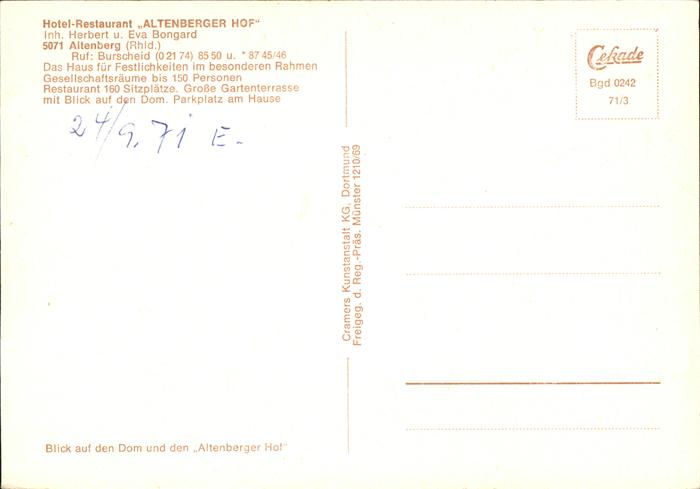 Hotel-Restaurant „ALTENBERGER HOF"
Inh. Herbert u. Eva Bongard
5071 Altenberg (Rhld.)
Ruf: Burscheid (0 21 74) 85 50 u. * 87 45/46
Das Haus für Festlichkeiten im besonderen Rahmen
Gesellschaftsräume bis 150 Personen
Restaurant 160 Sitzplätze. Große Gartenterrasse
mit Blick auf den Dom. Parkplatz am Hause
24/9. 71 E.
Blick auf den Dom und den „Altenberger Hof"
Cramers Kunstanstalt KG, Dortmund
Freigeg. d. Reg.-Präs. Münster 1210/69
Cekade
Bgd 0242
71/3